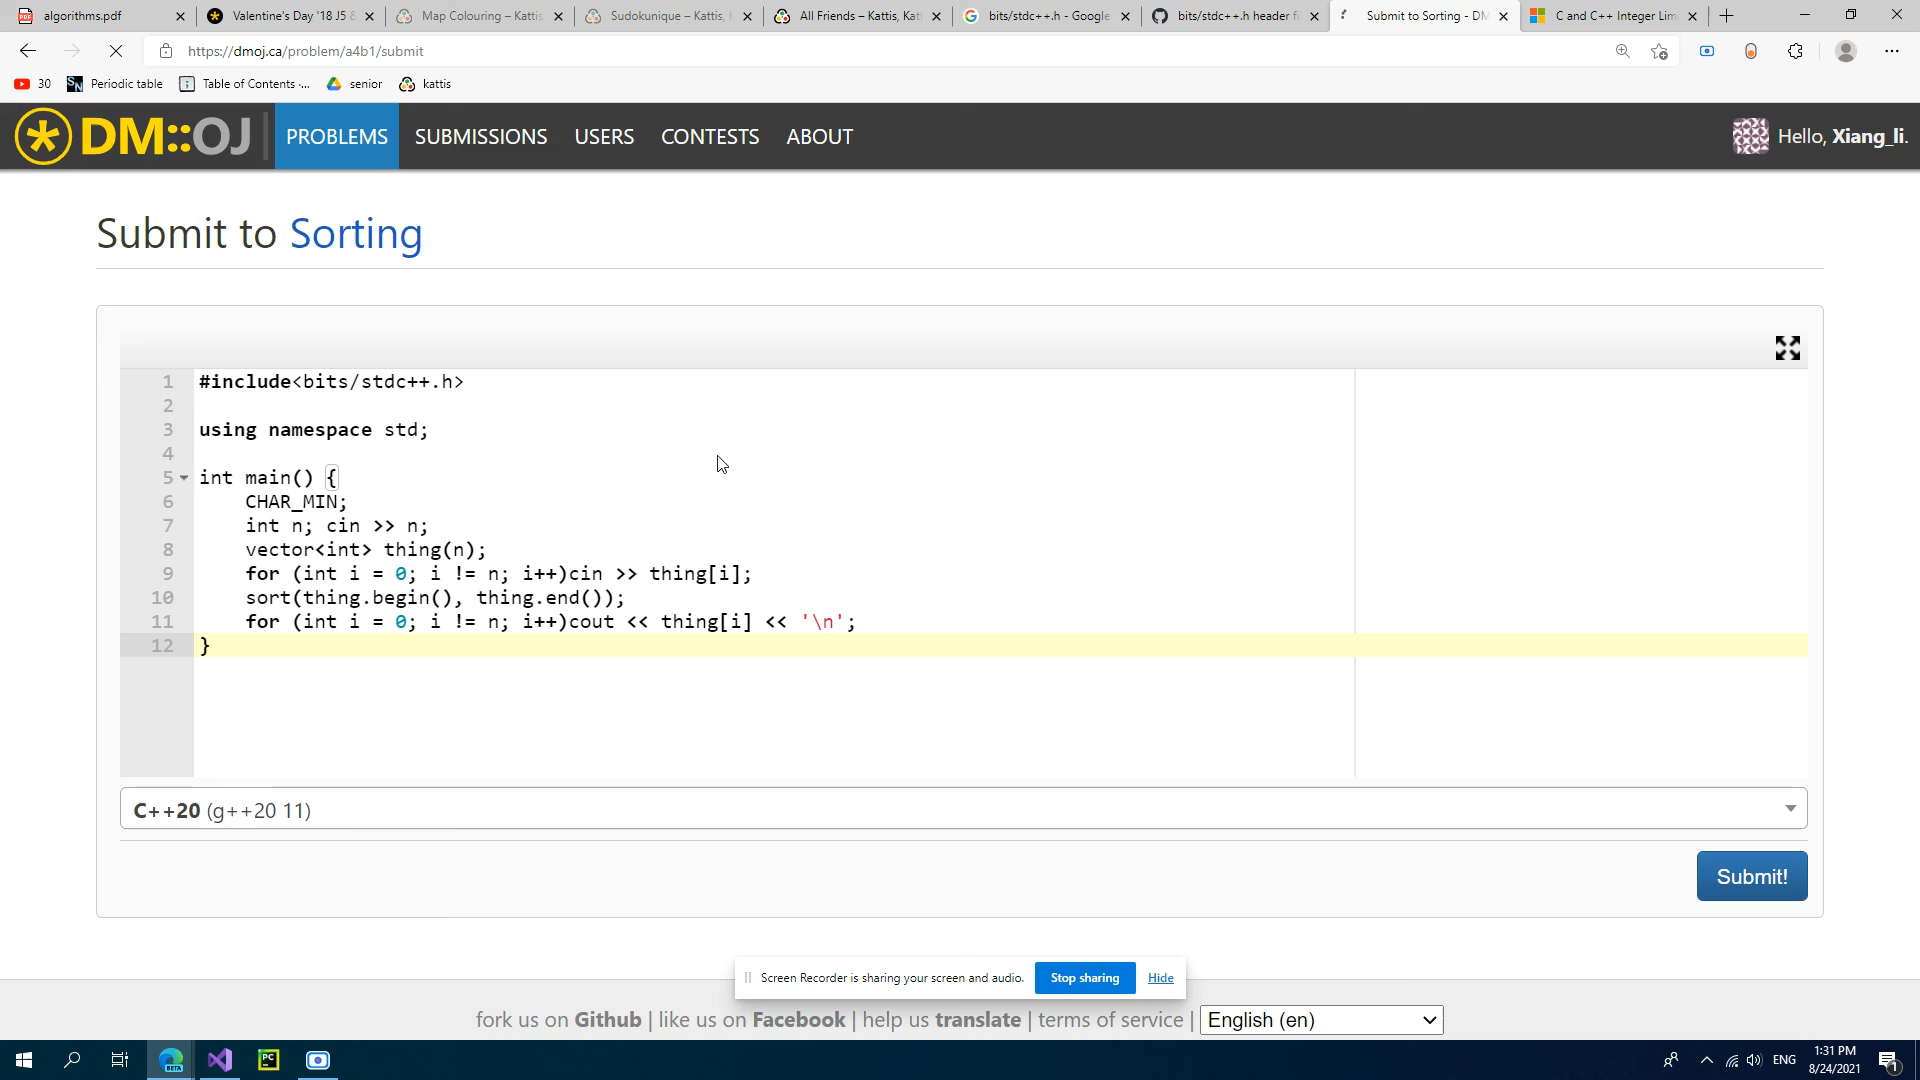 algorithms.pdf
Valentine's Day '18 J5 &
Map Colouring – Kattis
Sudokunique – Kattis, K
All Friends – Kattis, Kat
bits/stdc++.h - Google
bits/stdc++.h header fi
Submit to Sorting - DM
C and C++ Integer Lim
https://dmoj.ca/problem/a4b1/submit
30
Periodic table
Table of Contents -...
senior
kattis
DM::OJ
PROBLEMS
SUBMISSIONS
USERS
CONTESTS
ABOUT
Hello, Xiang_li.
Submit to Sorting
1 #include<bits/stdc++.h>
2
3 using namespace std;
4
5 int main() {
6 CHAR_MIN;
7 int n; cin >> n;
8 vector<int> thing(n);
9 for (int i = 0; i != n; i++)cin >> thing[i];
10 sort(thing.begin(), thing.end());
11 for (int i = 0; i != n; i++)cout << thing[i] << '\n';
12 }
C++20 (g++20 11)
Submit!
Screen Recorder is sharing your screen and audio.
Stop sharing
Hide
fork us on Github | like us on Facebook | help us translate | terms of service |
English (en)
BETA
PC
ENG
1:31 PM
8/24/2021
1